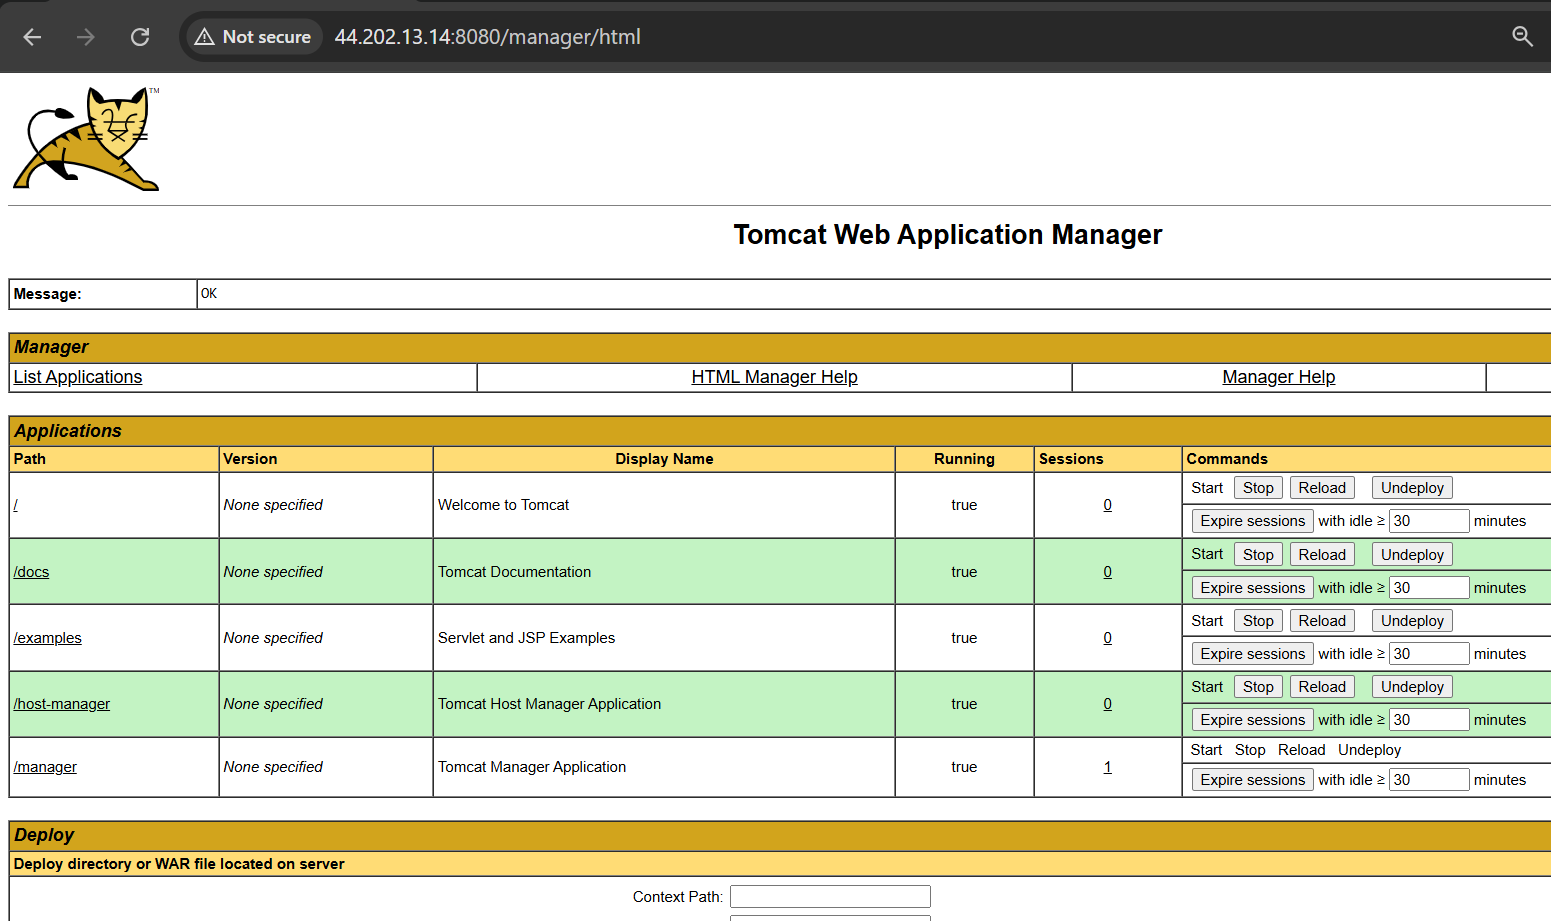 Not secure 44.202.13.14:8080/manager/html
TM
Tomcat Web Application Manager
Message: OK
Manager
List Applications HTML Manager Help Manager Help
Applications
Path Version Display Name Running Sessions Commands
/ None specified Welcome to Tomcat true 0 Start Stop Reload Undeploy
Expire sessions with idle ≥ 30 minutes
/docs None specified Tomcat Documentation true 0 Start Stop Reload Undeploy
Expire sessions with idle ≥ 30 minutes
/examples None specified Servlet and JSP Examples true 0 Start Stop Reload Undeploy
Expire sessions with idle ≥ 30 minutes
/host-manager None specified Tomcat Host Manager Application true 0 Start Stop Reload Undeploy
Expire sessions with idle ≥ 30 minutes
/manager None specified Tomcat Manager Application true 1 Start Stop Reload Undeploy
Expire sessions with idle ≥ 30 minutes
Deploy
Deploy directory or WAR file located on server
Context Path: